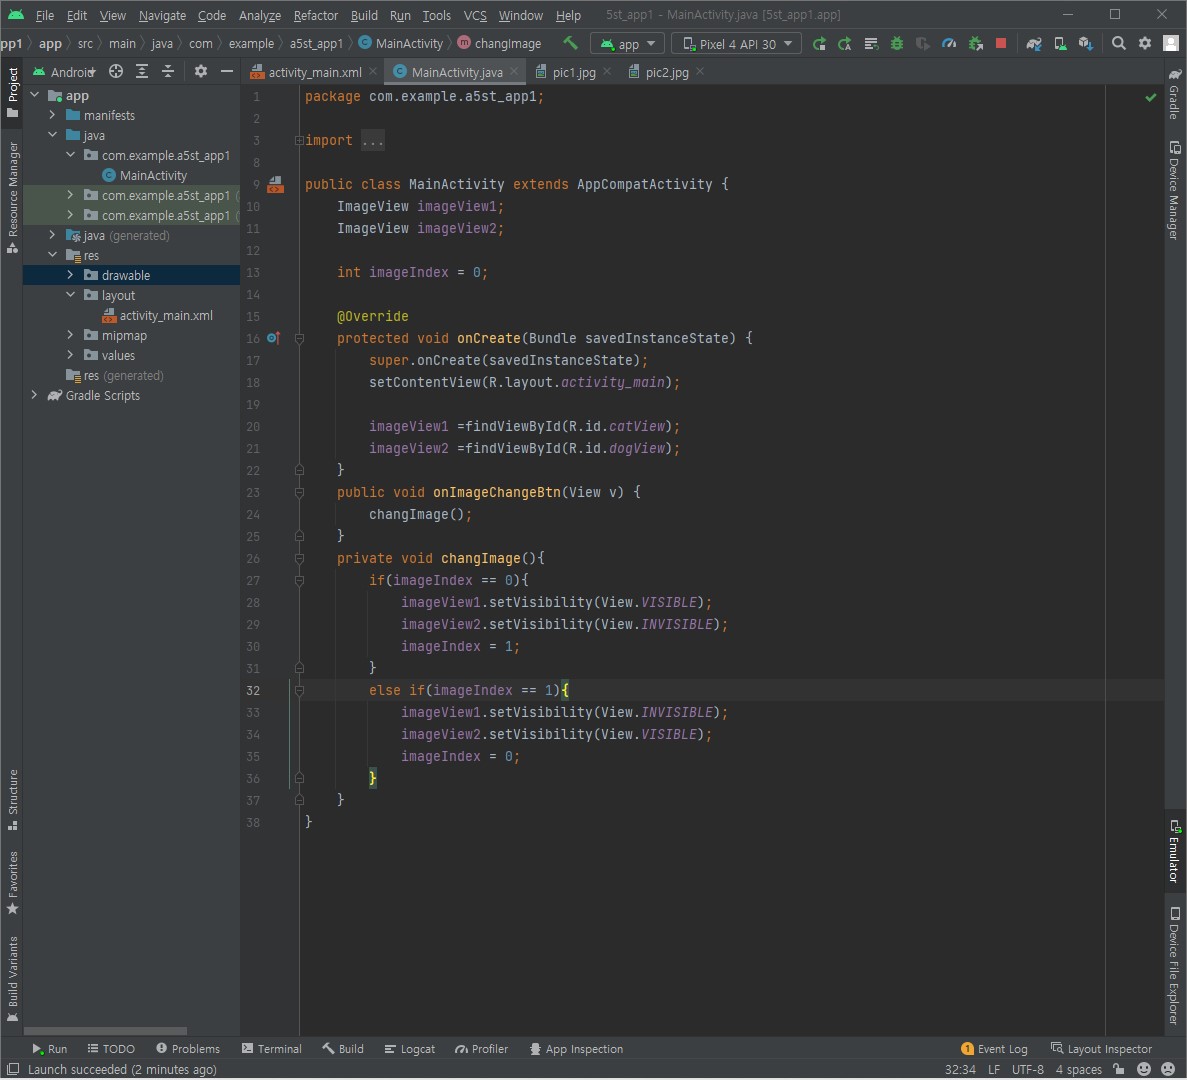 File Edit View Navigate Code Analyze Refactor Build Run Tools VCS Window Help 5st_app1 - MainActivity.java [5st_app1.app]
pp1 app src main java com example a5st_app1 MainActivity changImage app Pixel 4 API 30
Android
activity_main.xml MainActivity.java pic1.jpg pic2.jpg
Project
Resource Manager
Structure
Favorites
Build Variants
app
manifests
java
com.example.a5st_app1
MainActivity
com.example.a5st_app1 (
com.example.a5st_app1 (
java (generated)
res
drawable
layout
activity_main.xml
mipmap
values
res (generated)
Gradle Scripts
1 package com.example.a5st_app1;
2
3 import ...
8
9 public class MainActivity extends AppCompatActivity {
10 ImageView imageView1;
11 ImageView imageView2;
12
13 int imageIndex = 0;
14
15 @Override
16 protected void onCreate(Bundle savedInstanceState) {
17 super.onCreate(savedInstanceState);
18 setContentView(R.layout.activity_main);
19
20 imageView1 =findViewById(R.id.catView);
21 imageView2 =findViewById(R.id.dogView);
22 }
23 public void onImageChangeBtn(View v) {
24 changImage();
25 }
26 private void changImage(){
27 if(imageIndex == 0){
28 imageView1.setVisibility(View.VISIBLE);
29 imageView2.setVisibility(View.INVISIBLE);
30 imageIndex = 1;
31 }
32 else if(imageIndex == 1){
33 imageView1.setVisibility(View.INVISIBLE);
34 imageView2.setVisibility(View.VISIBLE);
35 imageIndex = 0;
36 }
37 }
38 }
Gradle
Device Manager
Emulator
Device File Explorer
Run TODO Problems Terminal Build Logcat Profiler App Inspection 1 Event Log Layout Inspector
Launch succeeded (2 minutes ago) 32:34 LF UTF-8 4 spaces